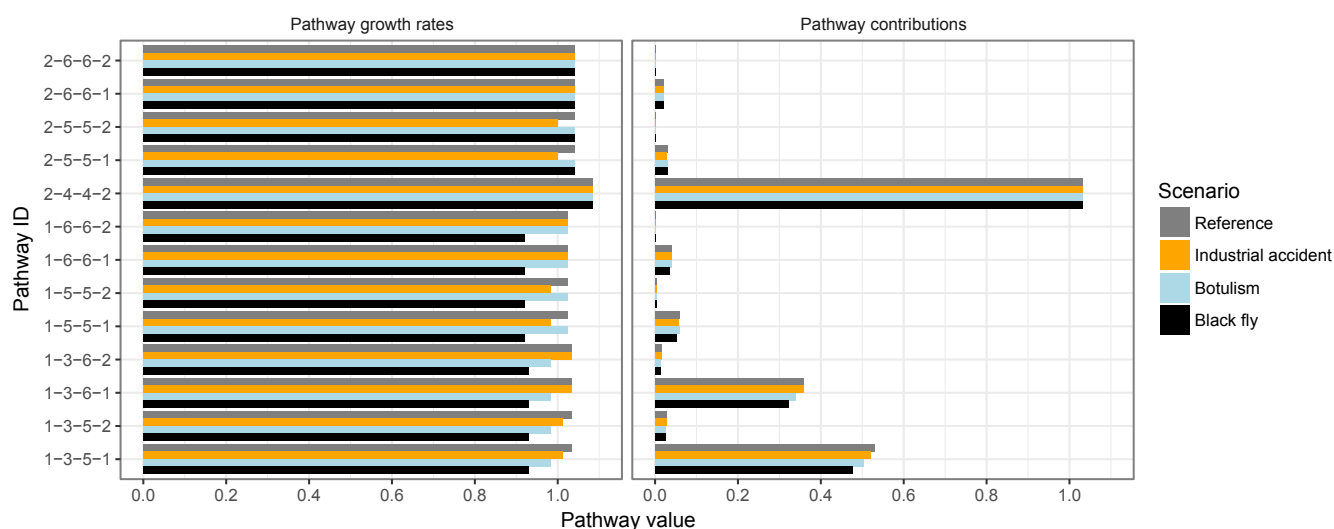 Pathway growth rates
Pathway contributions
Pathway ID
2−6−6−2
2−6−6−1
2−5−5−2
2−5−5−1
2−4−4−2
1−6−6−2
1−6−6−1
1−5−5−2
1−5−5−1
1−3−6−2
1−3−6−1
1−3−5−2
1−3−5−1
0.0 0.2 0.4 0.6 0.8 1.0
0.0 0.2 0.4 0.6 0.8 1.0
Pathway value
Scenario
Reference
Industrial accident
Botulism
Black fly